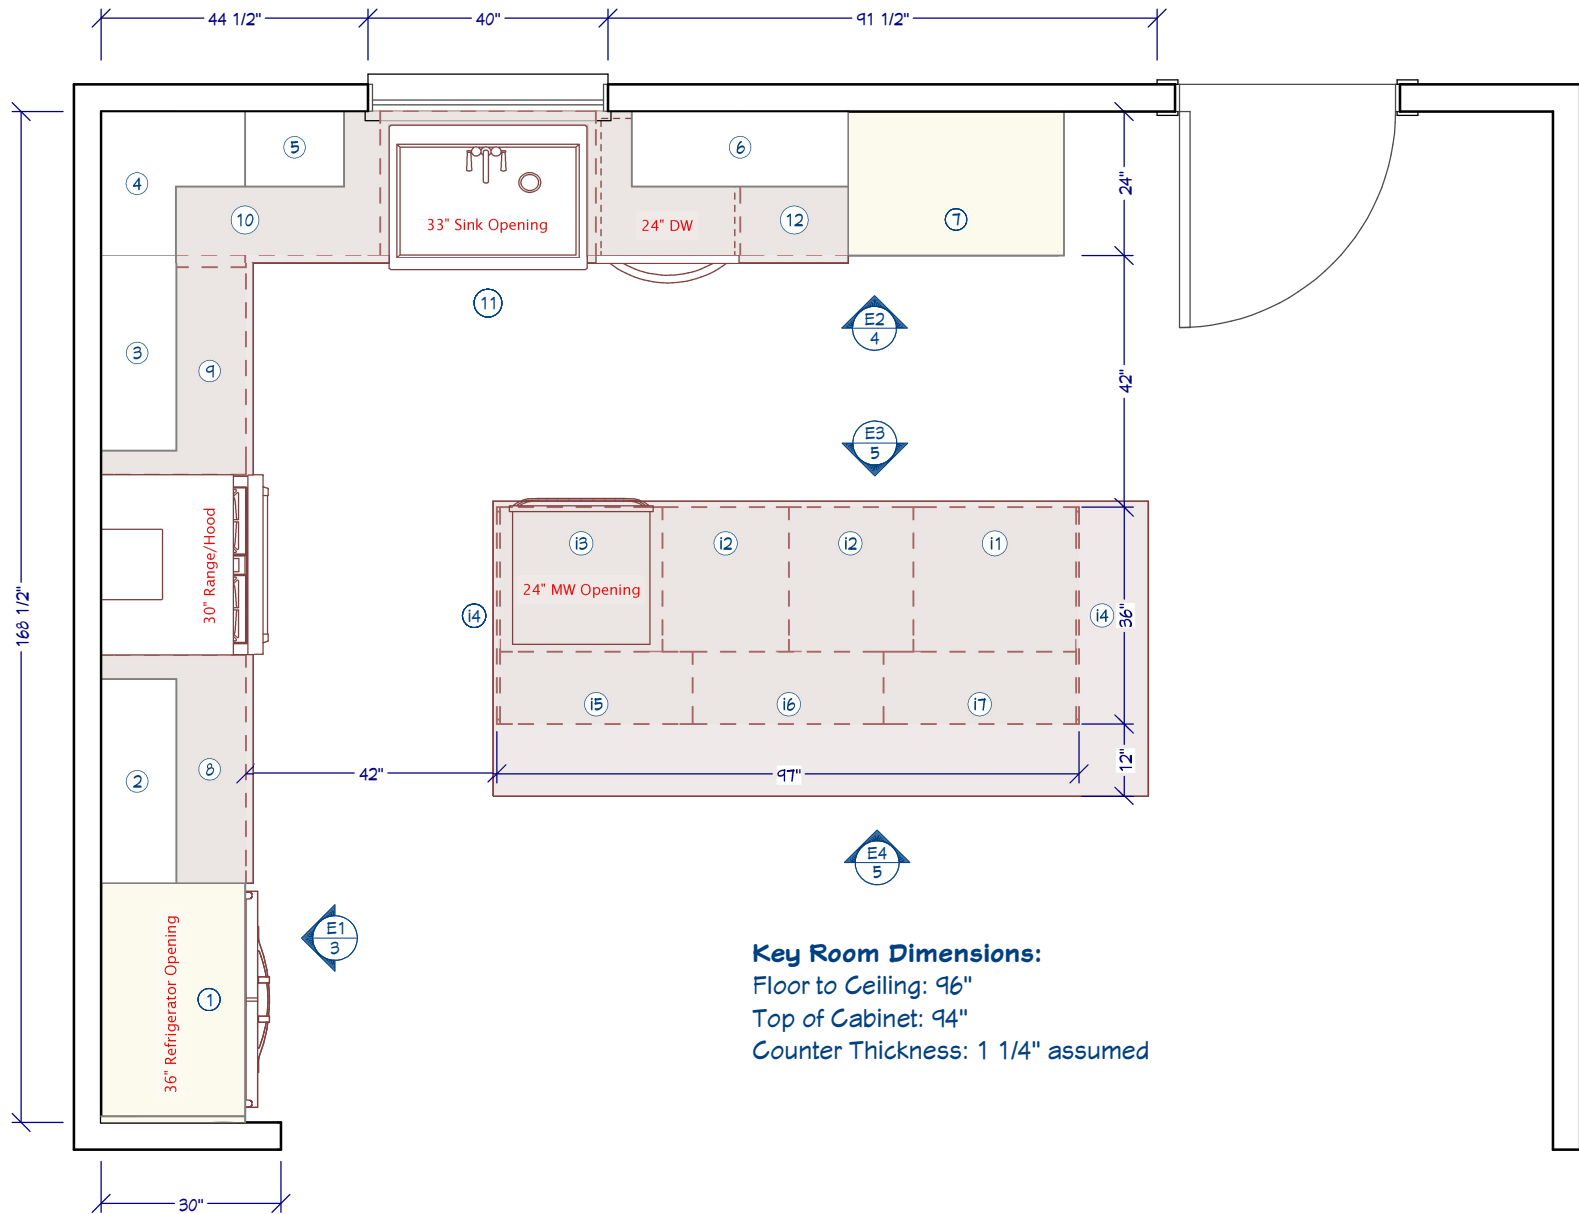 44 1/2"
40"
91 1/2"
4
5
6
10
33" Sink Opening
24" DW
12
7
24"
11
3
9
E2
4
42"
E3
5
168 1/2"
30" Range/Hood
i3
i2
i2
i1
24" MW Opening
i4
i4
36"
i5
i6
i7
2
8
42"
97"
12"
E4
5
E1
3
36" Refrigerator Opening
1
Key Room Dimensions:
Floor to Ceiling: 96"
Top of Cabinet: 94"
Counter Thickness: 1 1/4" assumed
30"